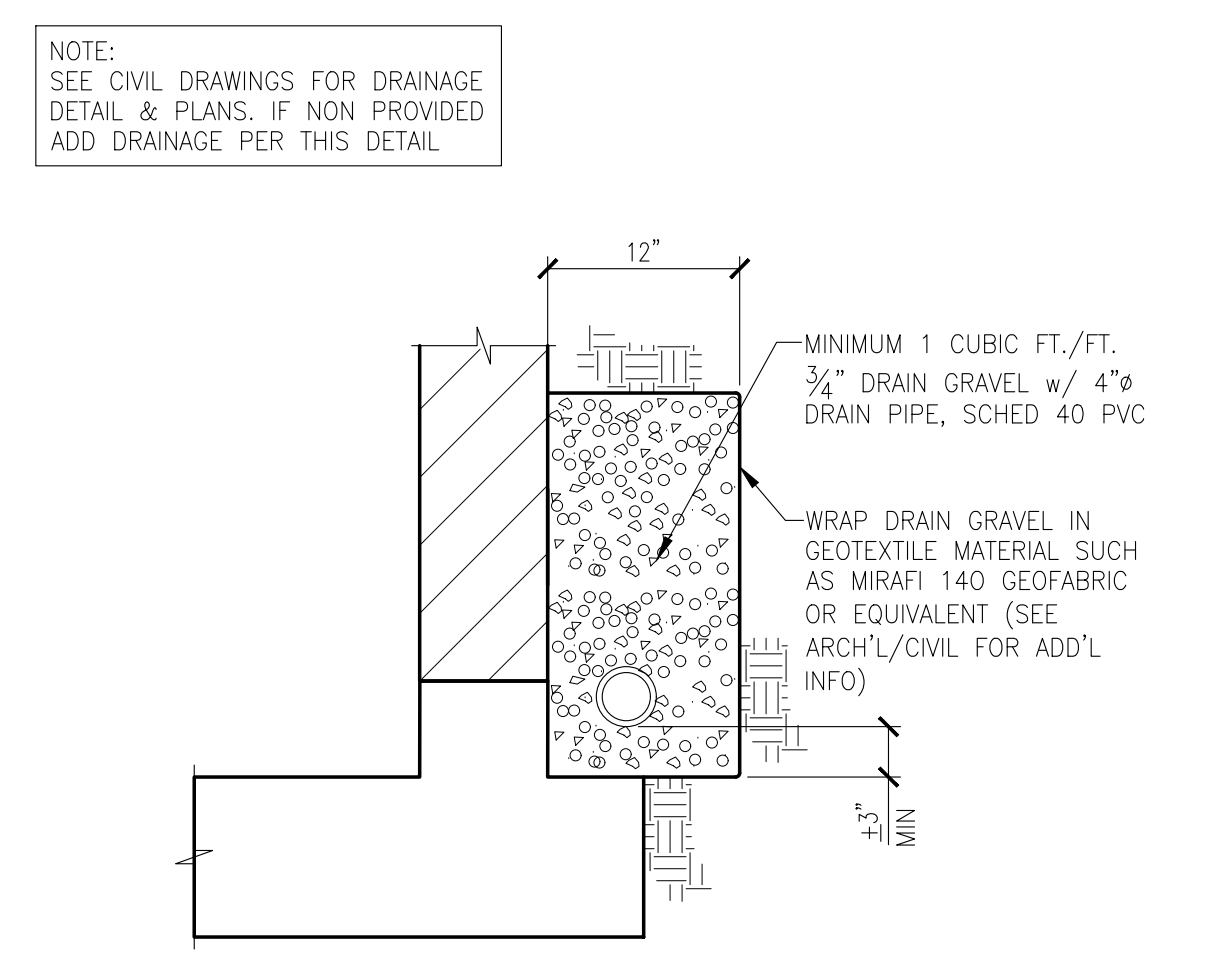 NOTE:
SEE CIVIL DRAWINGS FOR DRAINAGE
DETAIL & PLANS. IF NON PROVIDED
ADD DRAINAGE PER THIS DETAIL
12"
MINIMUM 1 CUBIC FT./FT.
3/4" DRAIN GRAVEL w/ 4"ø
DRAIN PIPE, SCHED 40 PVC
WRAP DRAIN GRAVEL IN
GEOTEXTILE MATERIAL SUCH
AS MIRAFI 140 GEOFABRIC
OR EQUIVALENT (SEE
ARCH'L/CIVIL FOR ADD'L
INFO)
±3"
MIN